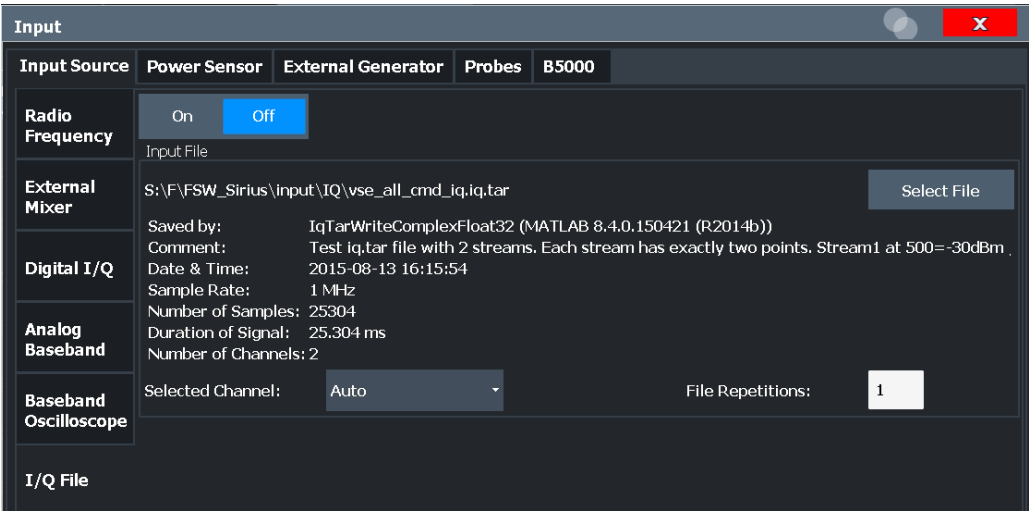 Input
X
Input Source Power Sensor External Generator Probes B5000
Radio
Frequency
On Off
Input File
External
Mixer
S:\F\FSW_Sirius\input\IQ\vse_all_cmd_iq.iq.tar
Select File
Saved by: IqTarWriteComplexFloat32 (MATLAB 8.4.0.150421 (R2014b))
Comment: Test iq.tar file with 2 streams. Each stream has exactly two points. Stream1 at 500=-30dBm
Digital I/Q
Date & Time: 2015-08-13 16:15:54
Sample Rate: 1 MHz
Number of Samples: 25304
Analog
Baseband
Duration of Signal: 25.304 ms
Number of Channels: 2
Baseband
Oscilloscope
Selected Channel: Auto File Repetitions: 1
I/Q File